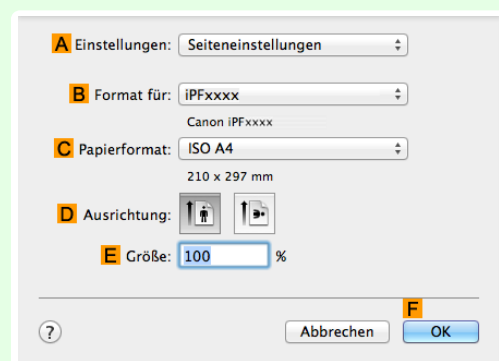 A Einstellungen: Seiteneinstellungen
B Format für: iPFxxxx
Canon iPFxxxx
C Papierformat: ISO A4
210 x 297 mm
D Ausrichtung:
E Größe: 100 %
F
? Abbrechen OK